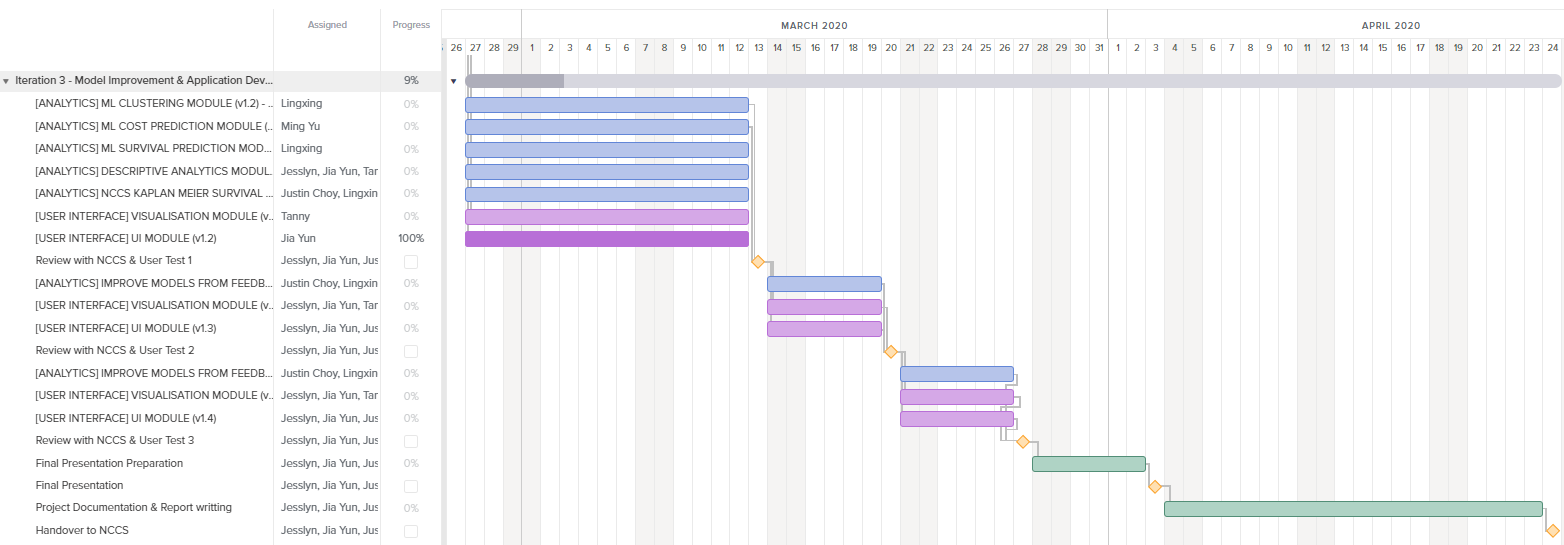 MARCH 2020 APRIL 2020
Assigned Progress
26 27 28 29 1 2 3 4 5 6 7 8 9 10 11 12 13 14 15 16 17 18 19 20 21 22 23 24 25 26 27 28 29 30 31 1 2 3 4 5 6 7 8 9 10 11 12 13 14 15 16 17 18 19 20 21 22 23 24
Iteration 3 - Model Improvement & Application Dev... 9%
[ANALYTICS] ML CLUSTERING MODULE (v1.2) - .. Lingxing 0%
[ANALYTICS] ML COST PREDICTION MODULE (.. Ming Yu 0%
[ANALYTICS] ML SURVIVAL PREDICTION MOD... Lingxing 0%
[ANALYTICS] DESCRIPTIVE ANALYTICS MODUL. Jesslyn, Jia Yun, Tar 0%
[ANALYTICS] NCCS KAPLAN MEIER SURVIVAL ... Justin Choy, Lingxin 0%
[USER INTERFACE] VISUALISATION MODULE (v.. Tanny 0%
[USER INTERFACE] UI MODULE (v1.2) Jia Yun 100%
Review with NCCS & User Test 1 Jesslyn, Jia Yun, Jus
[ANALYTICS] IMPROVE MODELS FROM FEEDB... Justin Choy, Lingxin 0%
[USER INTERFACE] VISUALISATION MODULE (v.. Jesslyn, Jia Yun, Tar 0%
[USER INTERFACE] UI MODULE (v1.3) Jesslyn, Jia Yun, Jus 0%
Review with NCCS & User Test 2 Jesslyn, Jia Yun, Jus
[ANALYTICS] IMPROVE MODELS FROM FEEDB... Justin Choy, Lingxin 0%
[USER INTERFACE] VISUALISATION MODULE (v.. Jesslyn, Jia Yun, Tar 0%
[USER INTERFACE] UI MODULE (v1.4) Jesslyn, Jia Yun, Jus 0%
Review with NCCS & User Test 3 Jesslyn, Jia Yun, Jus
Final Presentation Preparation Jesslyn, Jia Yun, Jus 0%
Final Presentation Jesslyn, Jia Yun, Jus
Project Documentation & Report writting Jesslyn, Jia Yun, Jus 0%
Handover to NCCS Jesslyn, Jia Yun, Jus